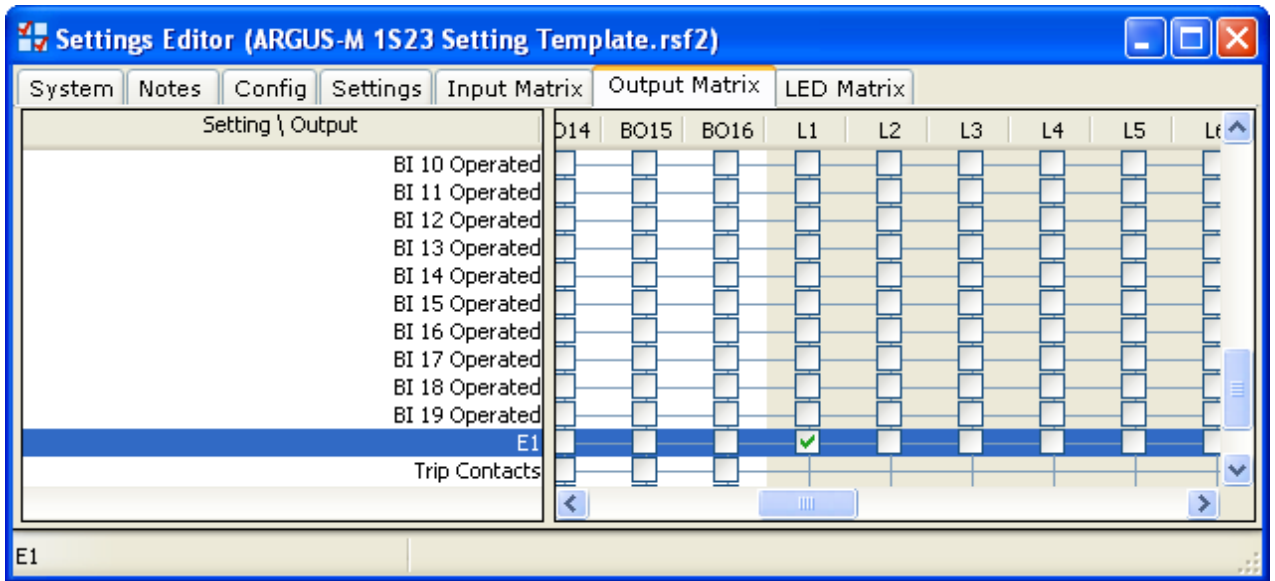 Settings Editor (ARGUS-M 1S23 Setting Template.rsf2)
System Notes Config Settings Input Matrix Output Matrix LED Matrix
Setting \ Output BO15 BO16 L1 L2 L3 L4 L5
BI 10 Operated
BI 11 Operated
BI 12 Operated
BI 13 Operated
BI 14 Operated
BI 15 Operated
BI 16 Operated
BI 17 Operated
BI 18 Operated
BI 19 Operated
E1
Trip Contacts
E1